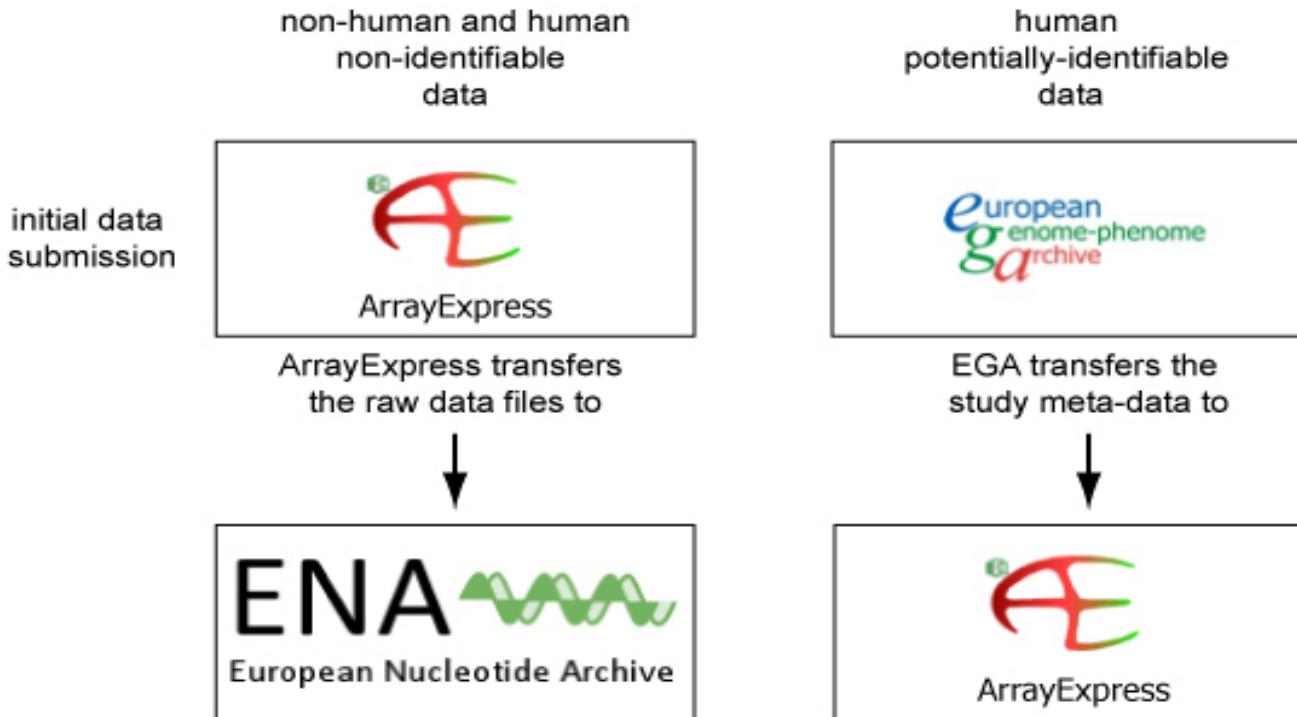 non-human and human
non-identifiable
data
human
potentially-identifiable
data
initial data
submission
ArrayExpress
european
genome-phenome
archive
ArrayExpress transfers
the raw data files to
EGA transfers the
study meta-data to
ENA
European Nucleotide Archive
ArrayExpress